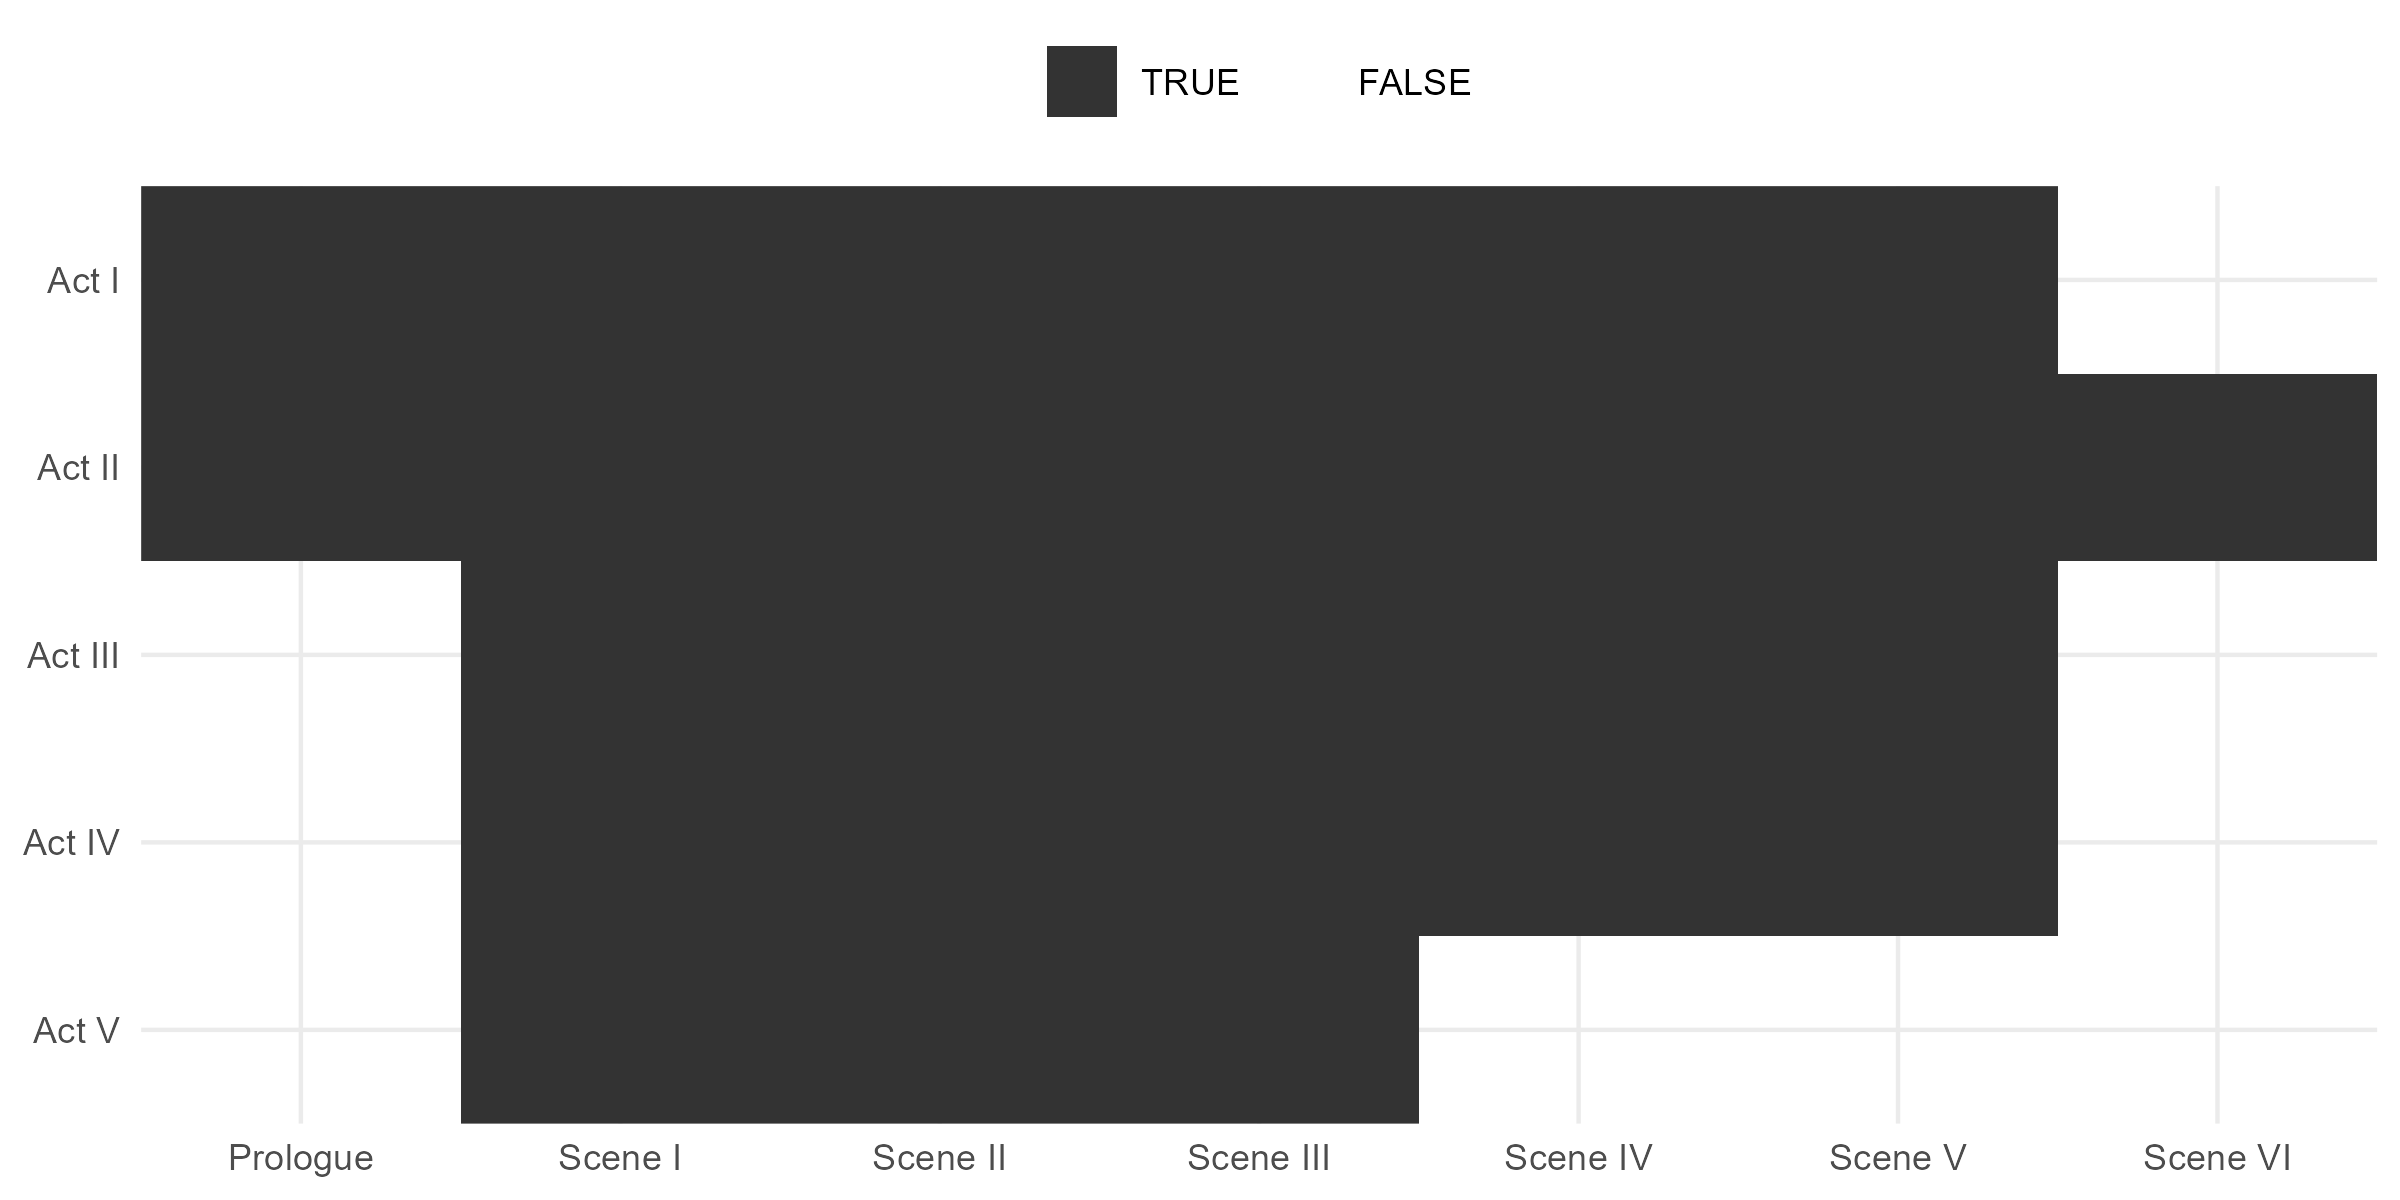 TRUE FALSE
Act I
Act II
Act III
Act IV
Act V
Prologue Scene I Scene II Scene III Scene IV Scene V Scene VI